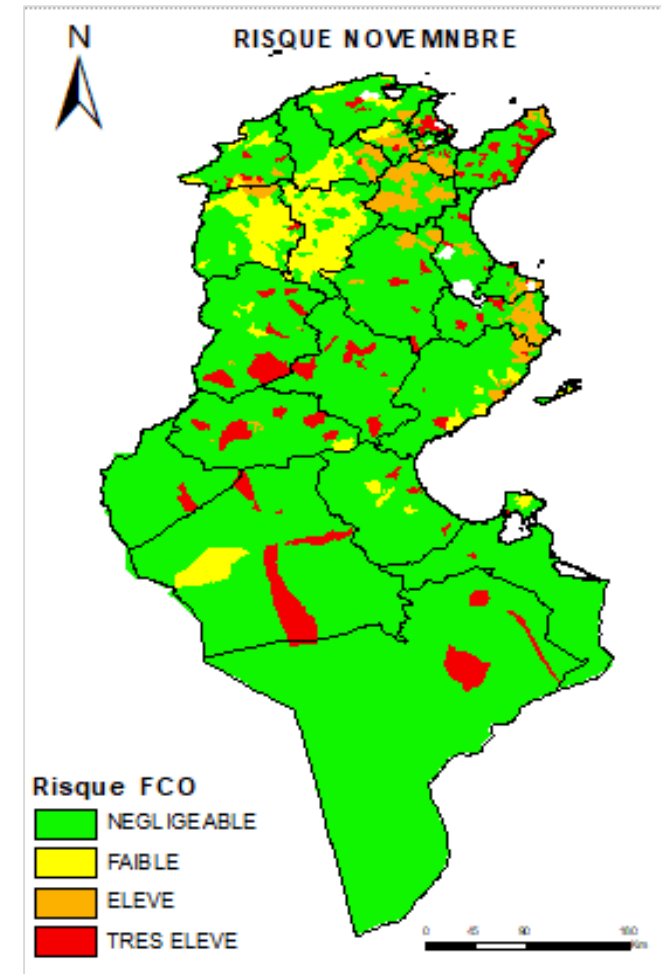 N
RISQUE NOVEMNBRE
Risque FCO
NEGLIGEABLE
FAIBLE
ELEVE
TRES ELEVE
0 45 90 180
Km